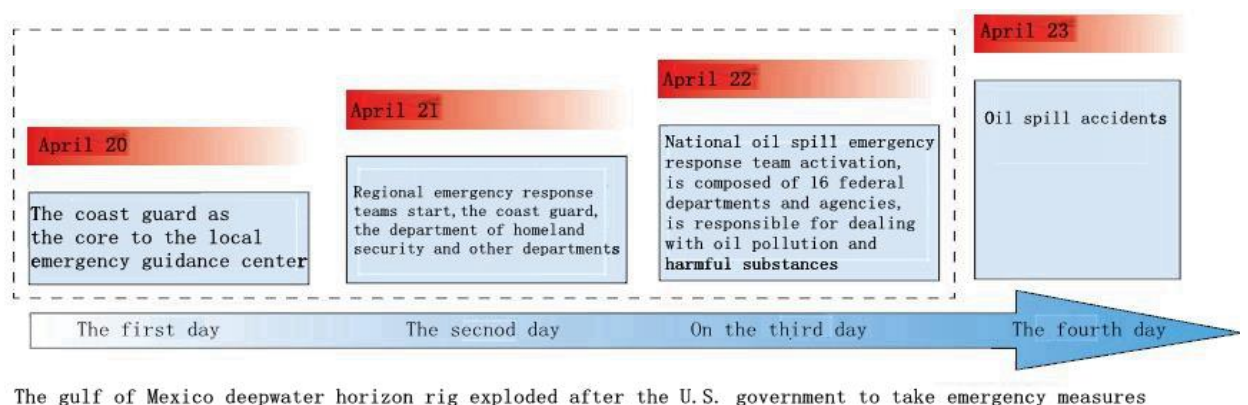 April 20
The coast guard as
the core to the local
emergency guidance center
April 21
Regional emergency response
teams start, the coast guard,
the department of homeland
security and other departments
April 22
National oil spill emergency
response team activation,
is composed of 16 federal
departments and agencies,
is responsible for dealing
with oil pollution and
harmful substances
April 23
Oil spill accidents
The first day
The secnod day
On the third day
The fourth day
The gulf of Mexico deepwater horizon rig exploded after the U.S. government to take emergency measures